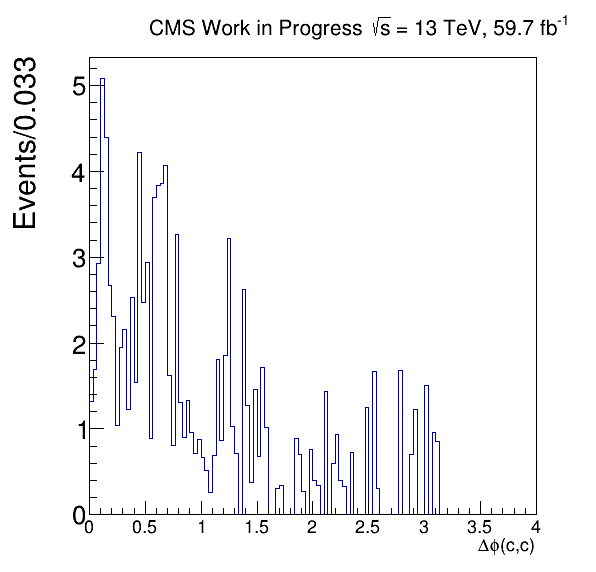 CMS Work in Progress √s = 13 TeV, 59.7 fb⁻¹
Events/0.033
5
4
3
2
1
0
0 0.5 1 1.5 2 2.5 3 3.5 4
Δϕ(c,c)